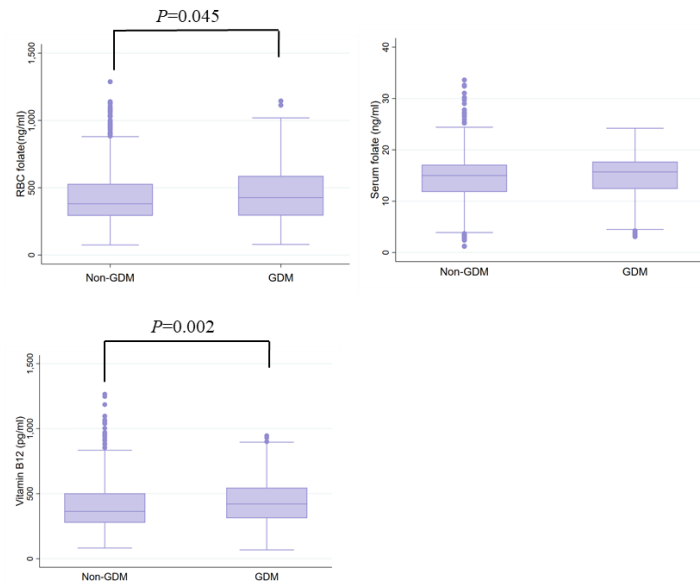 P=0.045
RBC folate(ng/ml)
1,500
1,000
500
0
Non-GDM
GDM
Serum folate (ng/ml)
40
30
20
10
0
Non-GDM
GDM
P=0.002
Vitamin B12 (pg/ml)
1,500
1,000
500
0
Non-GDM
GDM